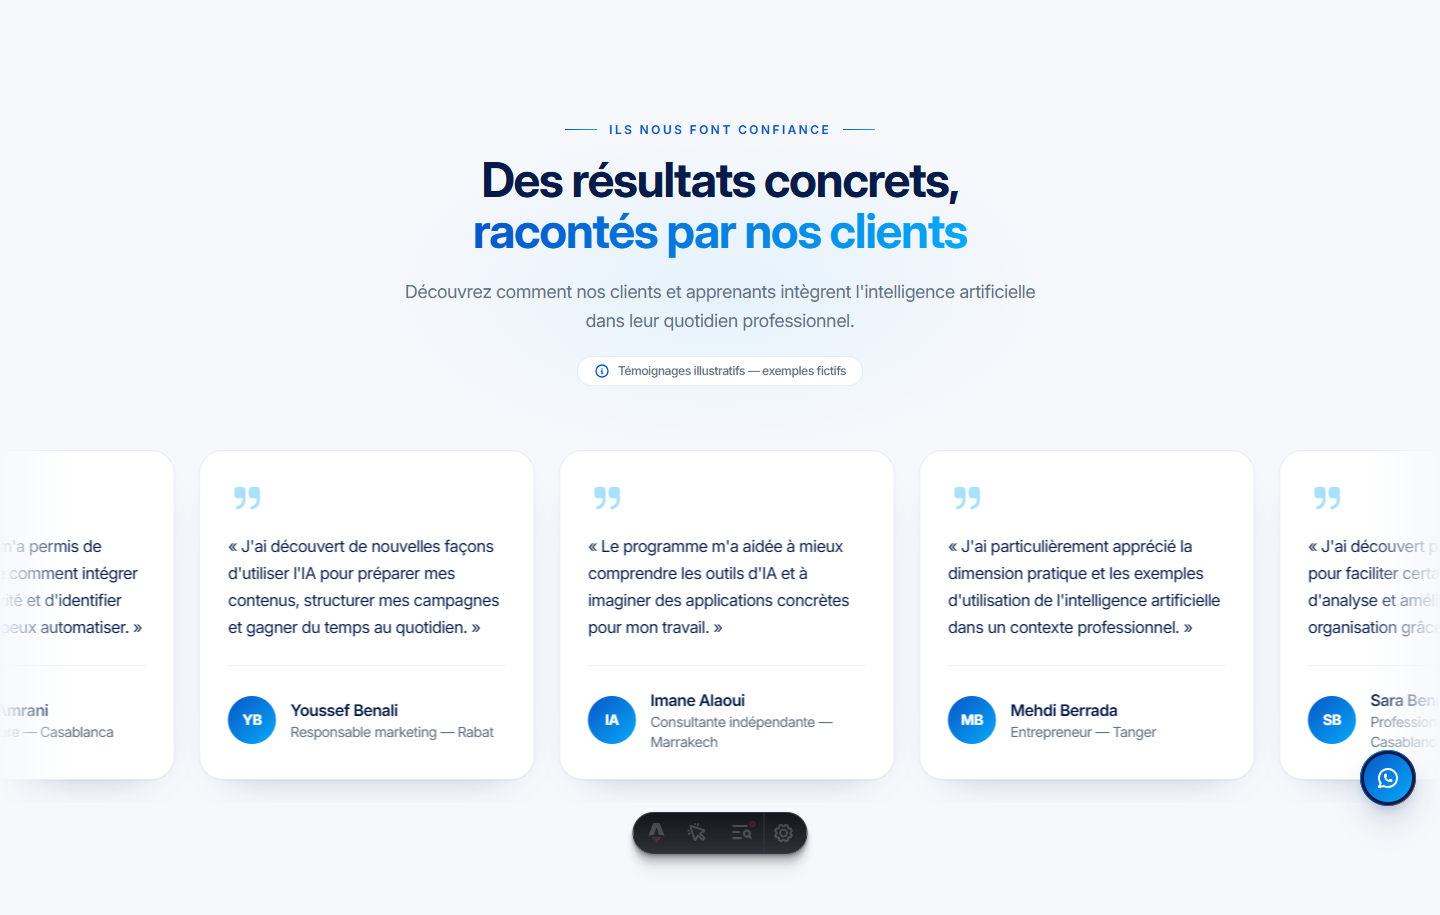 ILS NOUS FONT CONFIANCE
Des résultats concrets,
racontés par nos clients
Découvrez comment nos clients et apprenants intègrent l'intelligence artificielle
dans leur quotidien professionnel.
Témoignages illustratifs — exemples fictifs
m'a permis de
comment intégrer
et d'identifier
peux automatiser. »
Amrani
— Casablanca
« J'ai découvert de nouvelles façons
d'utiliser l'IA pour préparer mes
contenus, structurer mes campagnes
et gagner du temps au quotidien. »
YB
Youssef Benali
Responsable marketing — Rabat
« Le programme m'a aidée à mieux
comprendre les outils d'IA et à
imaginer des applications concrètes
pour mon travail. »
IA
Imane Alaoui
Consultante indépendante —
Marrakech
« J'ai particulièrement apprécié la
dimension pratique et les exemples
d'utilisation de l'intelligence artificielle
dans un contexte professionnel. »
MB
Mehdi Berrada
Entrepreneur — Tanger
« J'ai découvert
pour faciliter
d'analyse et
organisation
SB
Sara